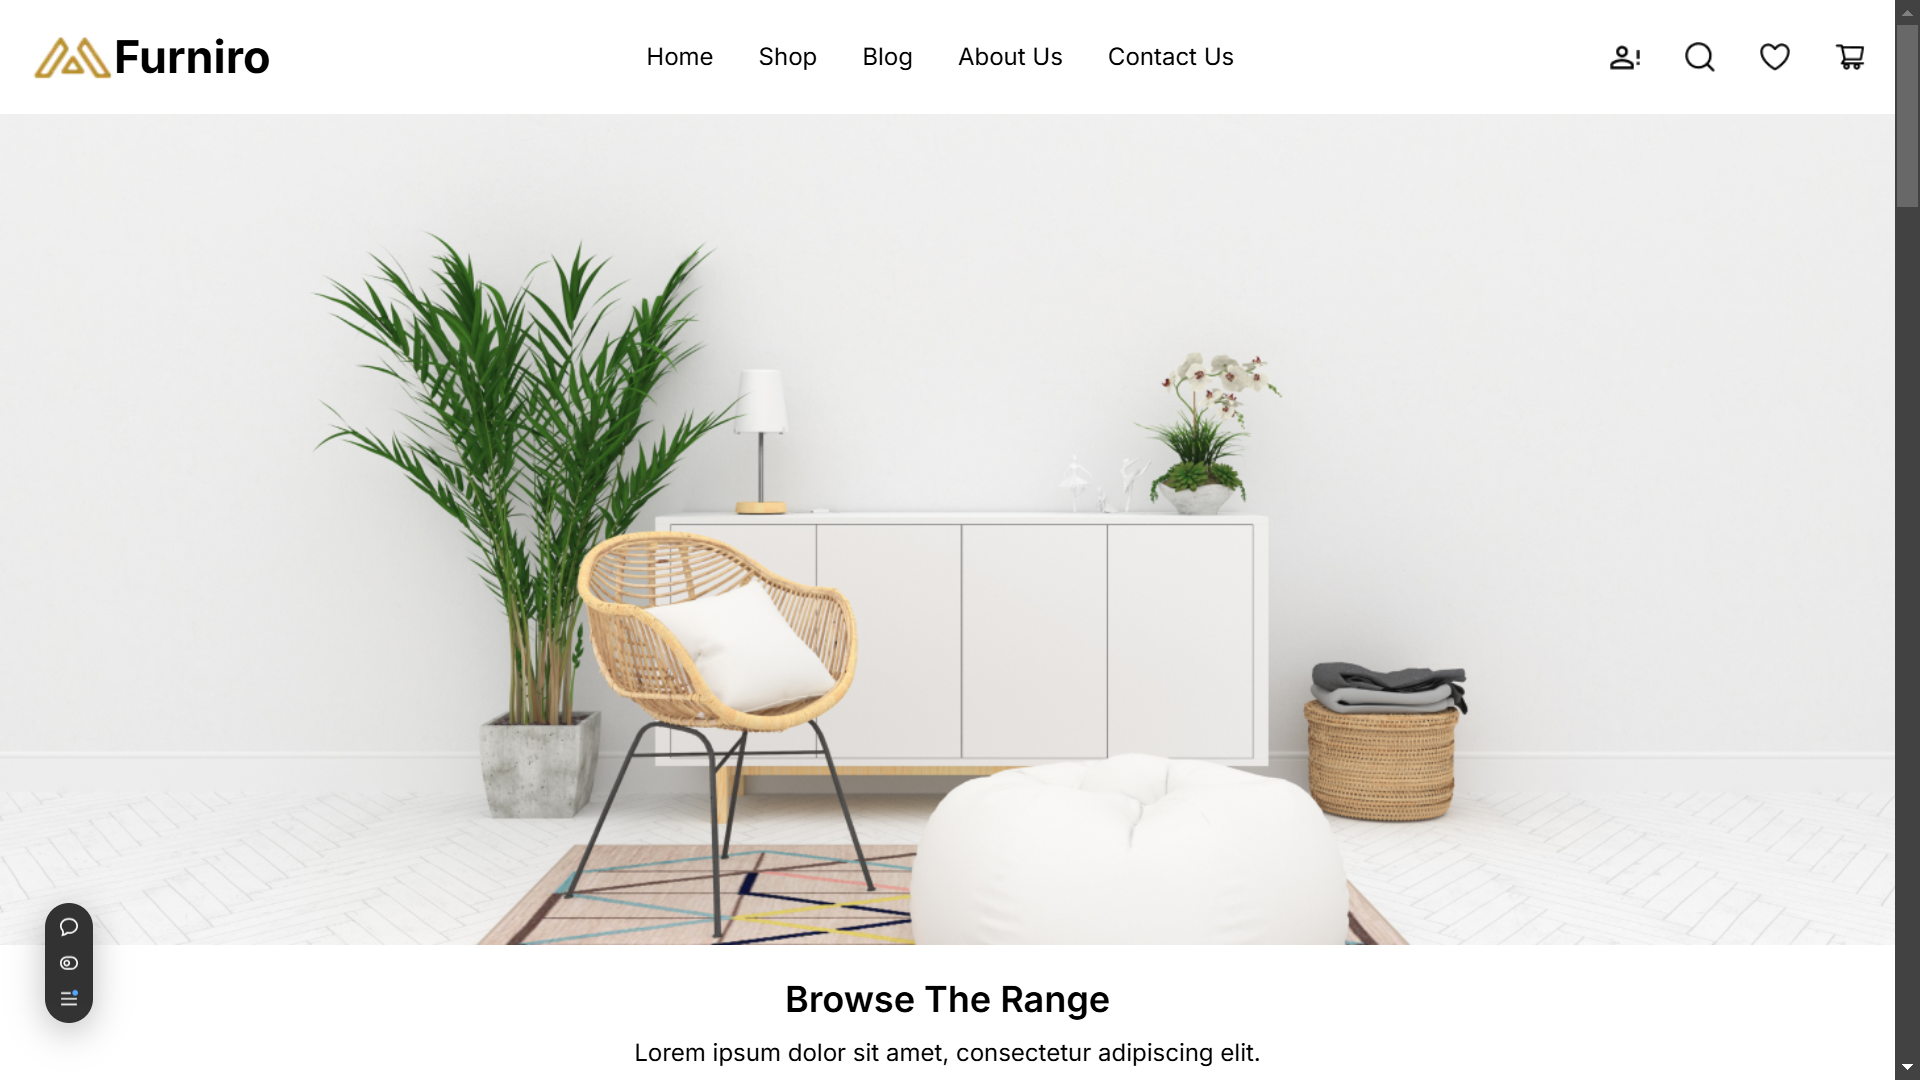 Furniro
Home
Shop
Blog
About Us
Contact Us
Browse The Range
Lorem ipsum dolor sit amet, consectetur adipiscing elit.